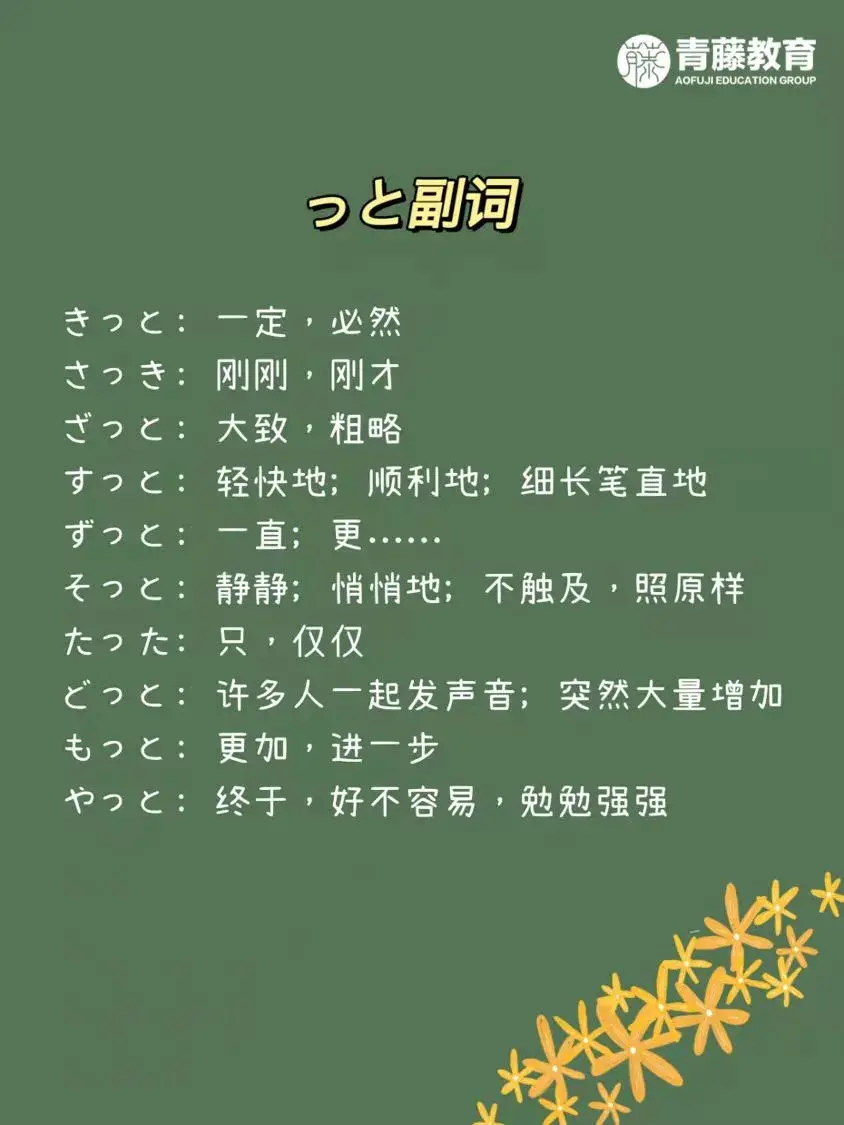 青藤教育
AOFUJI EDUCATION GROUP
っと副词
きっと：一定，必然
さっき：刚刚，刚才
ざっと：大致，粗略
すっと：轻快地；顺利地；细长笔直地
ずっと：一直；更……
そっと：静静；悄悄地；不触及，照原样
たった：只，仅仅
どっと：许多人一起发声音；突然大量增加
もっと：更加，进一步
やっと：终于，好不容易，勉勉强强